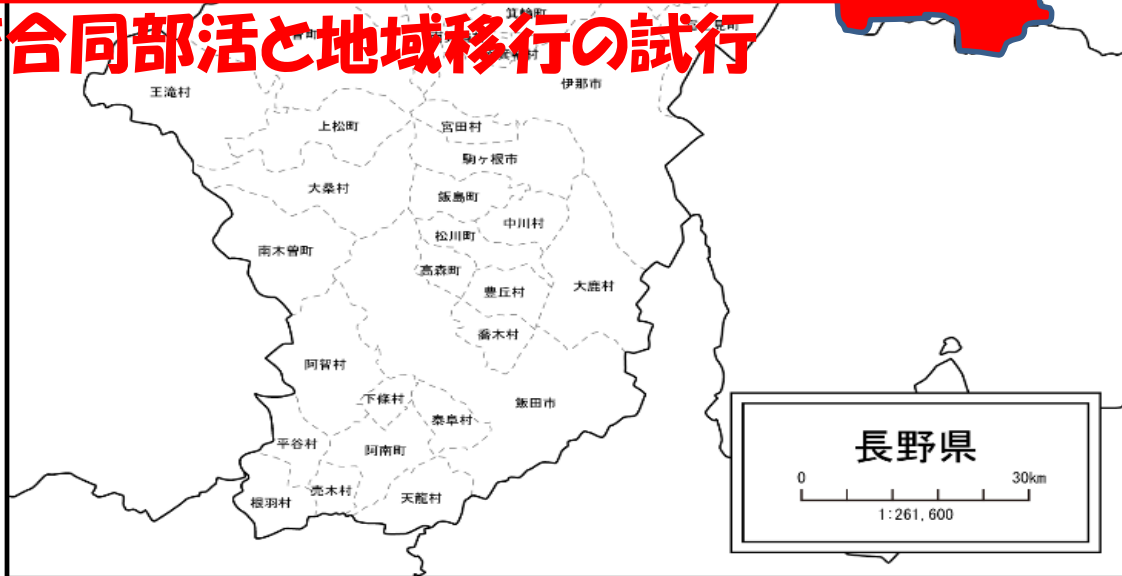 合同部活と地域移行の試行
王滝村
伊那市
上松町
宮田村
駒ヶ根市
大桑村
飯島町
中川村
松川町
南木曽町
高森町
大鹿村
豊丘村
喬木村
阿智村
下條村
飯田市
泰阜村
平谷村
阿南町
売木村
天龍村
根羽村
長野県
0 30km
1:261,600